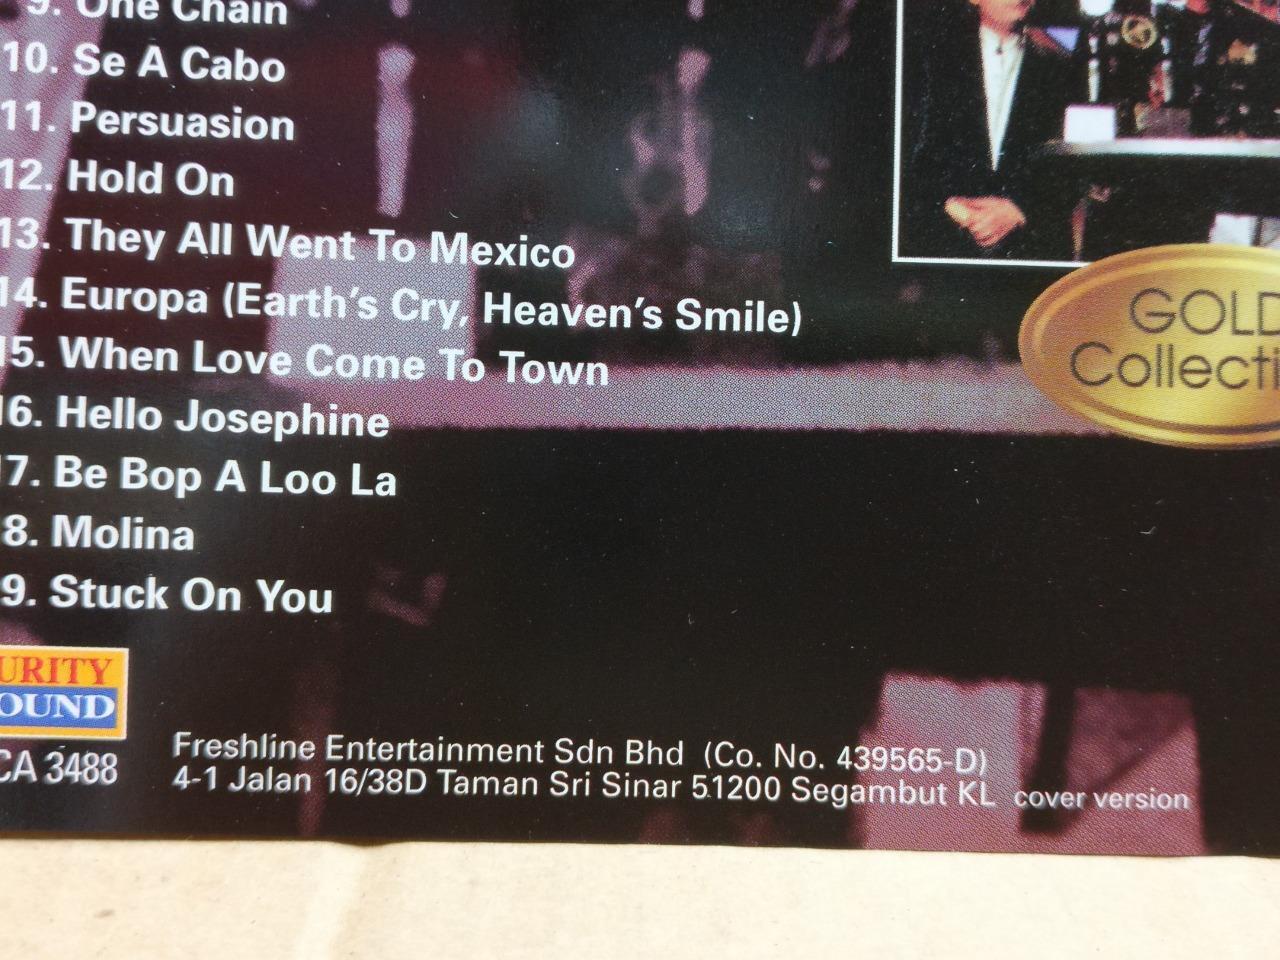 9. One Chain
10. Se A Cabo
11. Persuasion
12. Hold On
13. They All Went To Mexico
14. Europa (Earth's Cry, Heaven's Smile)
15. When Love Come To Town
16. Hello Josephine
17. Be Bop A Loo La
8. Molina
9. Stuck On You
GOLD
Collecti
URITY
OUND
CA 3488
Freshline Entertainment Sdn Bhd (Co. No. 439565-D)
4-1 Jalan 16/38D Taman Sri Sinar 51200 Segambut KL cover version